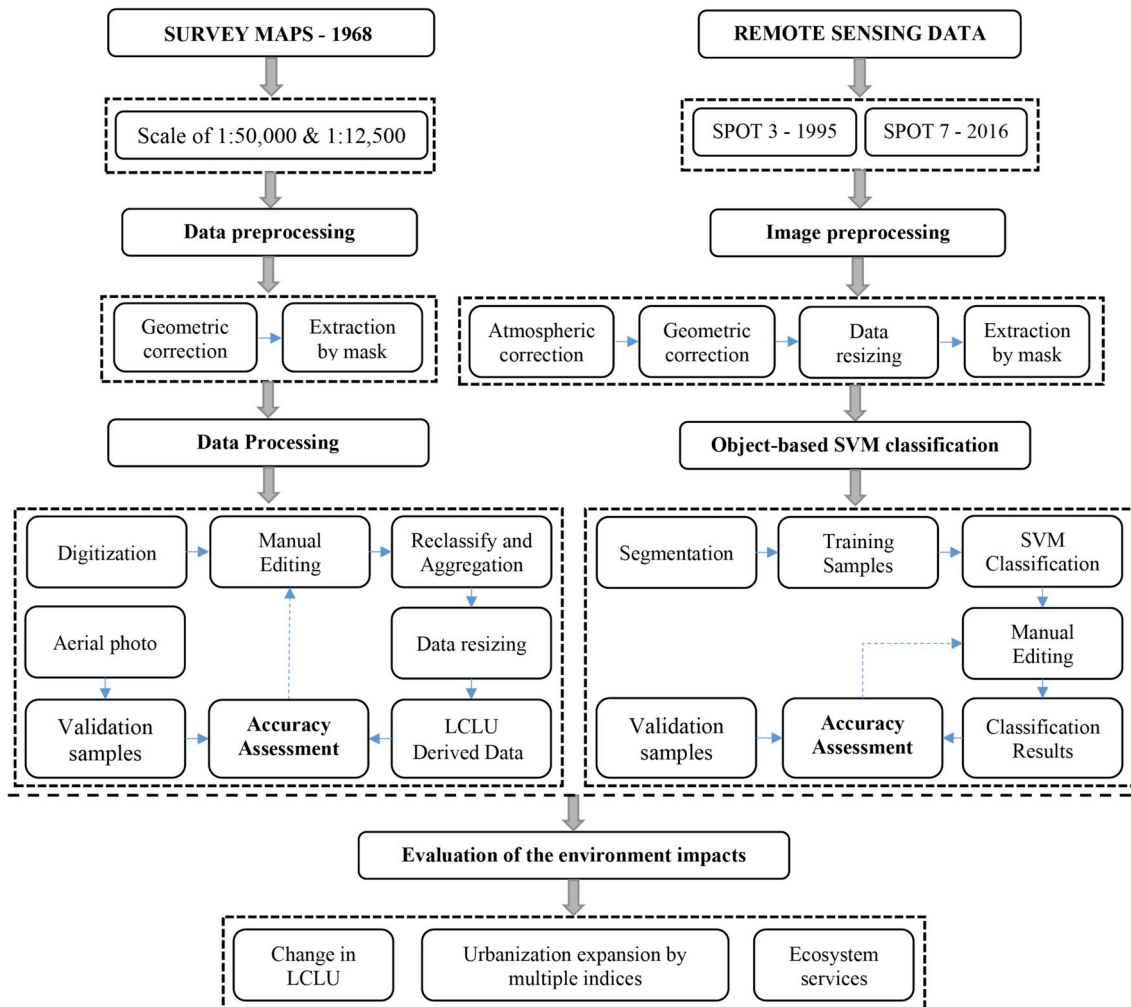 SURVEY MAPS - 1968
REMOTE SENSING DATA
Scale of 1:50,000 & 1:12,500
SPOT 3 - 1995
SPOT 7 - 2016
Data preprocessing
Image preprocessing
Geometric
correction
Extraction
by mask
Atmospheric
correction
Geometric
correction
Data
resizing
Extraction
by mask
Data Processing
Object-based SVM classification
Digitization
Manual
Editing
Reclassify and
Aggregation
Aerial photo
Data resizing
Validation
samples
Accuracy
Assessment
LCLU
Derived Data
Segmentation
Training
Samples
SVM
Classification
Manual
Editing
Validation
samples
Accuracy
Assessment
Classification
Results
Evaluation of the environment impacts
Change in
LCLU
Urbanization expansion by
multiple indices
Ecosystem
services